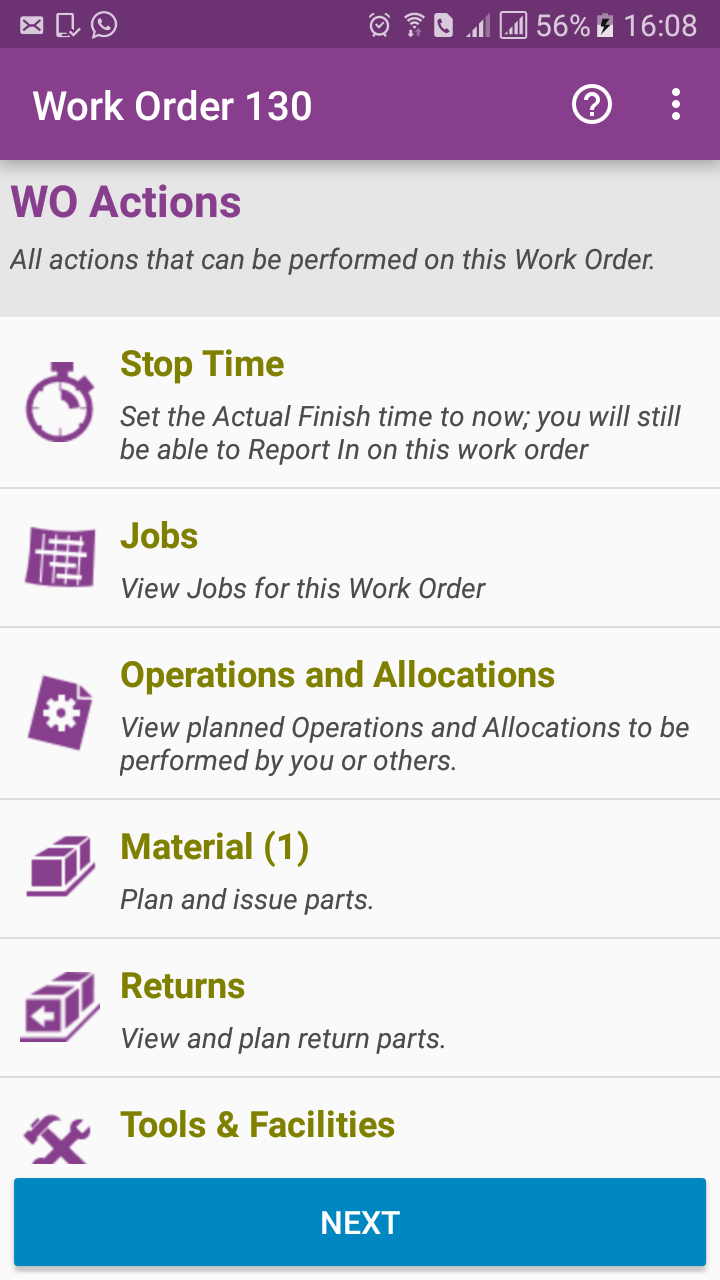 56% 16:08
Work Order 130
WO Actions
All actions that can be performed on this Work Order.
Stop Time
Set the Actual Finish time to now; you will still
be able to Report In on this work order
Jobs
View Jobs for this Work Order
Operations and Allocations
View planned Operations and Allocations to be
performed by you or others.
Material (1)
Plan and issue parts.
Returns
View and plan return parts.
Tools & Facilities
NEXT